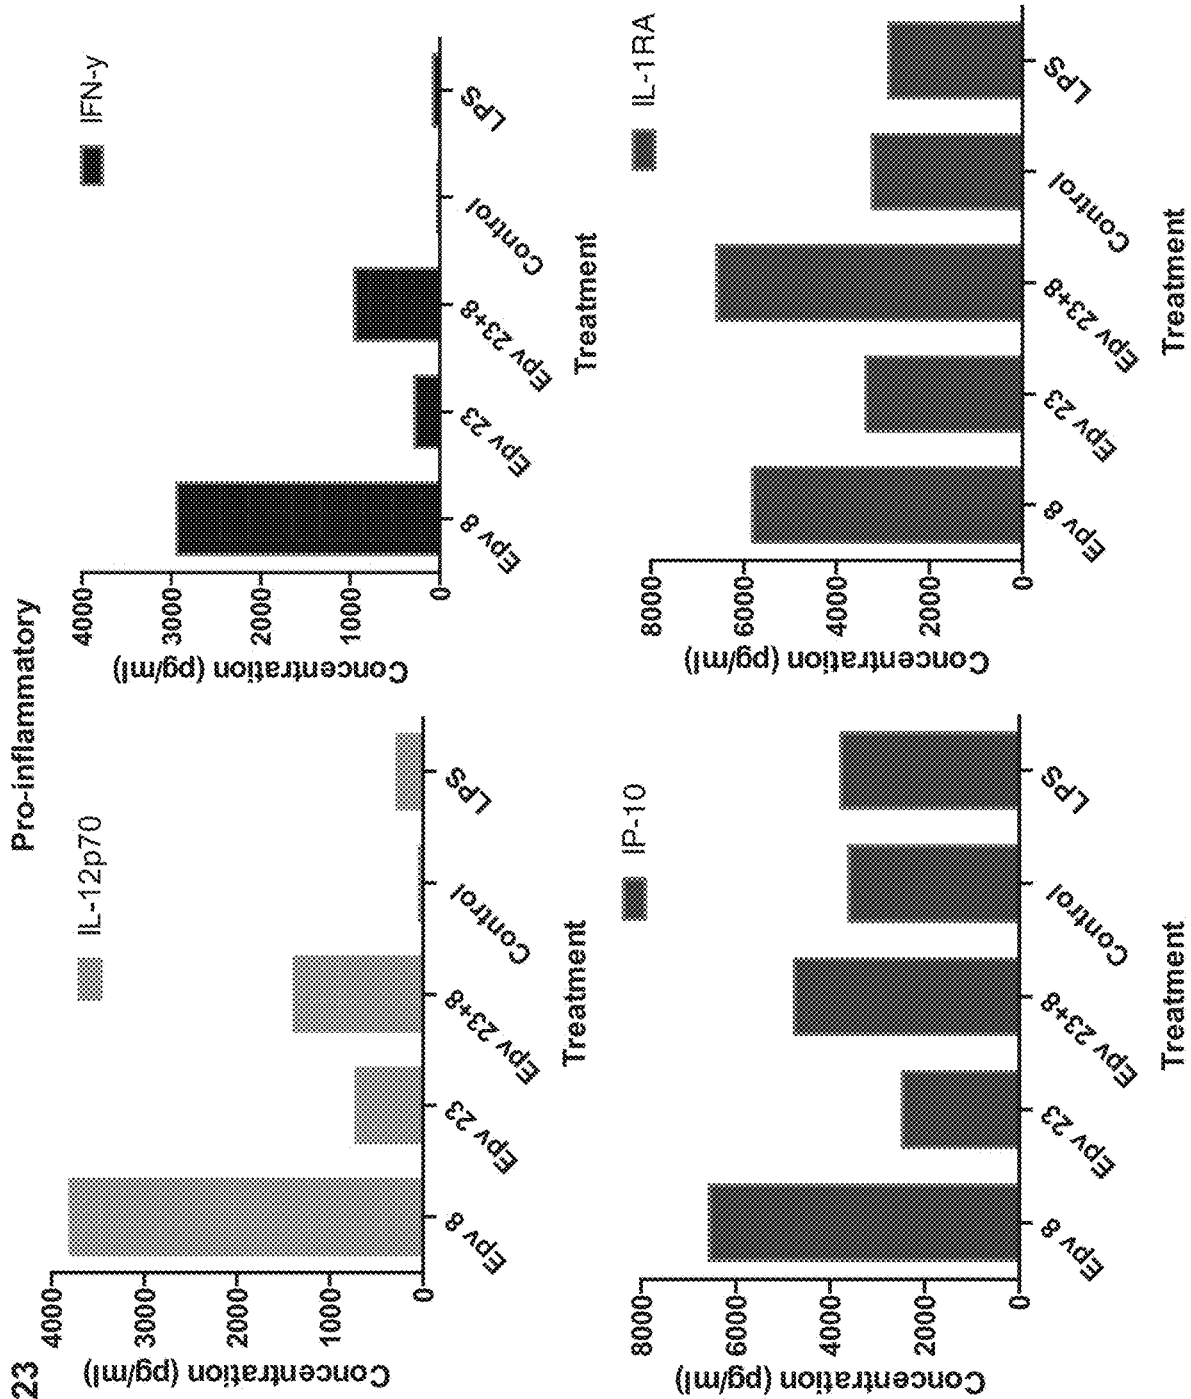 23
Pro-inflammatory
IL-12p70
Concentration (pg/ml)
4000
3000
2000
1000
0
Epv 8
Epv 23
Epv 23+8
Control
LPS
Treatment
IFN-y
Concentration (pg/ml)
4000
3000
2000
1000
0
Epv 8
Epv 23
Epv 23+8
Control
LPS
Treatment
IP-10
Concentration (pg/ml)
8000
6000
4000
2000
0
Epv 8
Epv 23
Epv 23+8
Control
LPS
Treatment
IL-1RA
Concentration (pg/ml)
8000
6000
4000
2000
0
Epv 8
Epv 23
Epv 23+8
Control
LPS
Treatment